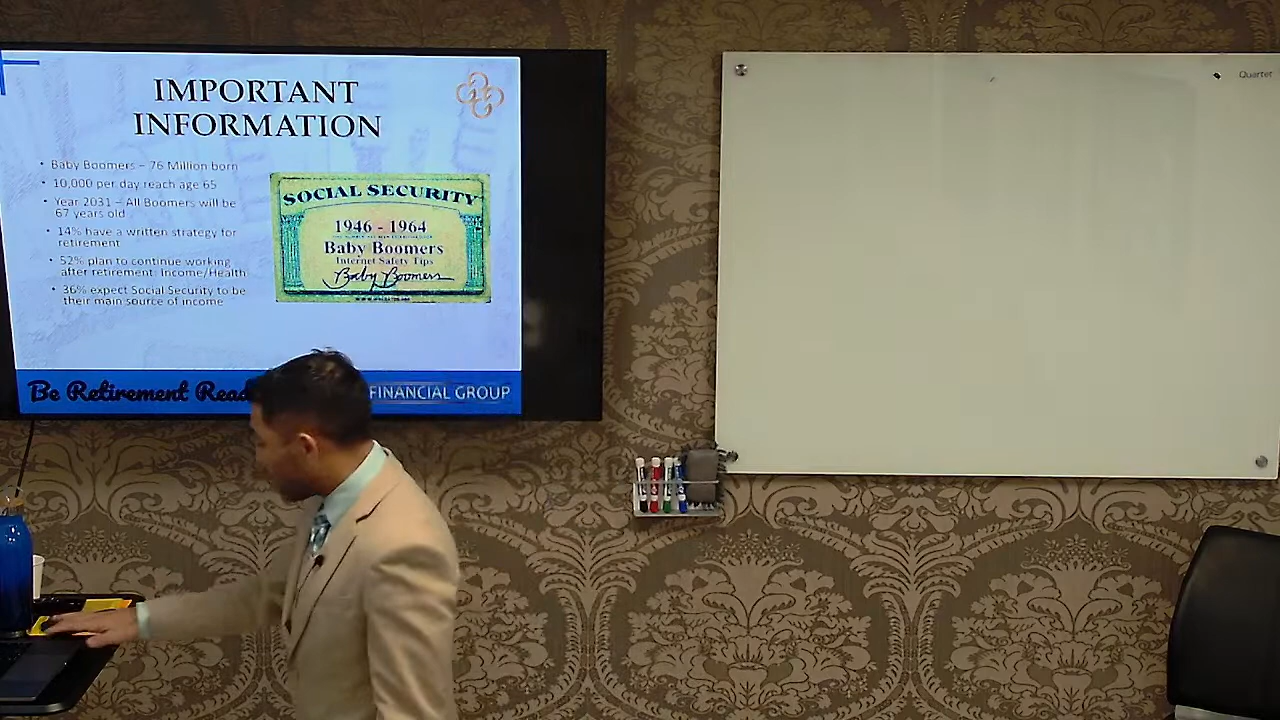 IMPORTANT
INFORMATION
• Baby Boomers – 76 Million born
• 10,000 per day reach age 65
• Year 2031 – All Boomers will be
67 years old
• 14% have a written strategy for
retirement
• 52% plan to continue working
after retirement: Income/Health
• 36% expect Social Security to be
their main source of income
SOCIAL SECURITY
1946 - 1964
Baby Boomers
Internet Safety Tips
Baby Boomers
Be Retirement Read
FINANCIAL GROUP
Quartet